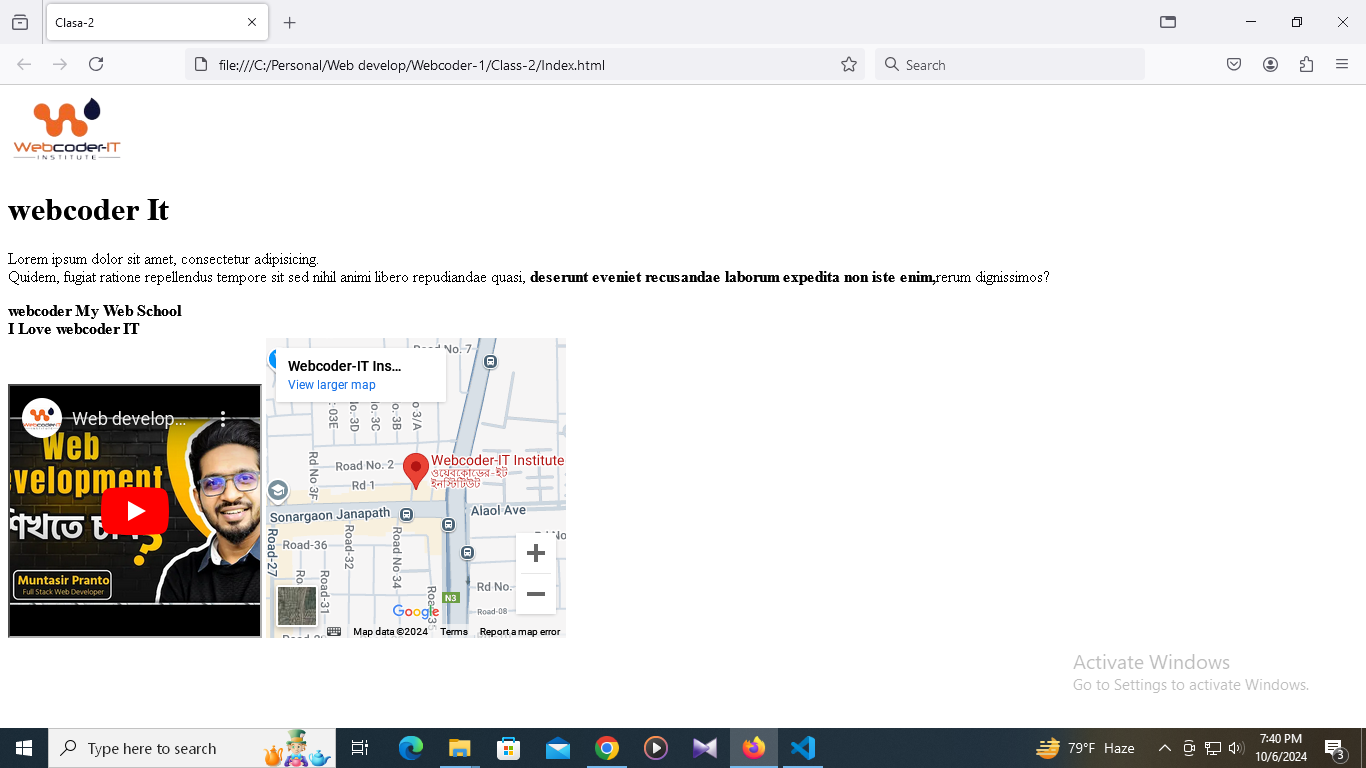 Clasa-2
file:///C:/Personal/Web develop/Webcoder-1/Class-2/Index.html
Search
Webcoder-IT
INSTITUTE
webcoder It
Lorem ipsum dolor sit amet, consectetur adipisicing.
Quidem, fugiat ratione repellendus tempore sit sed nihil animi libero repudiandae quasi, deserunt eveniet recusandae laborum expedita non iste enim,rerum dignissimos?
webcoder My Web School
I Love webcoder IT
Web develop...
Web
evelopment
শিখতে চান
?
Muntasir Pranto
Full Stack Web Developer
Road No. 7
Webcoder-IT Ins...
View larger map
03E
No-3D
No-3C
No-3B
No 3/A
Road No. 2
Rd No 3F
Rd 1
Webcoder-IT Institute
ওয়েবকোডের-ইট
ইনস্টিটিউট
Sonargaon Janapath
Alaol Ave
Road-27
Road-36
Road-32
Road No 34
Road-31
Rd No.
N3
Road-08
Google
Map data ©2024
Terms
Report a map error
Activate Windows
Go to Settings to activate Windows.
Type here to search
79°F Haze
7:40 PM
10/6/2024
3